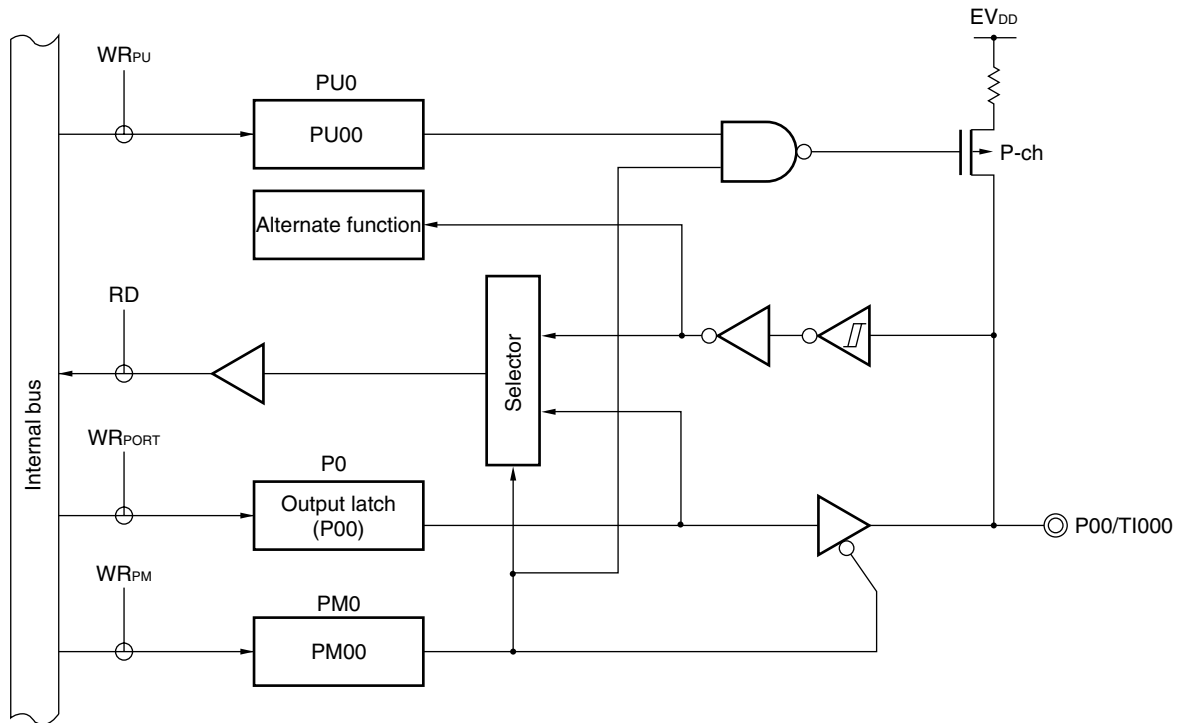 EVDD
WRPU
PU0
PU00
P-ch
Alternate function
RD
Selector
Internal bus
WRPORT
P0
Output latch
(P00)
P00/TI000
WRPM
PM0
PM00